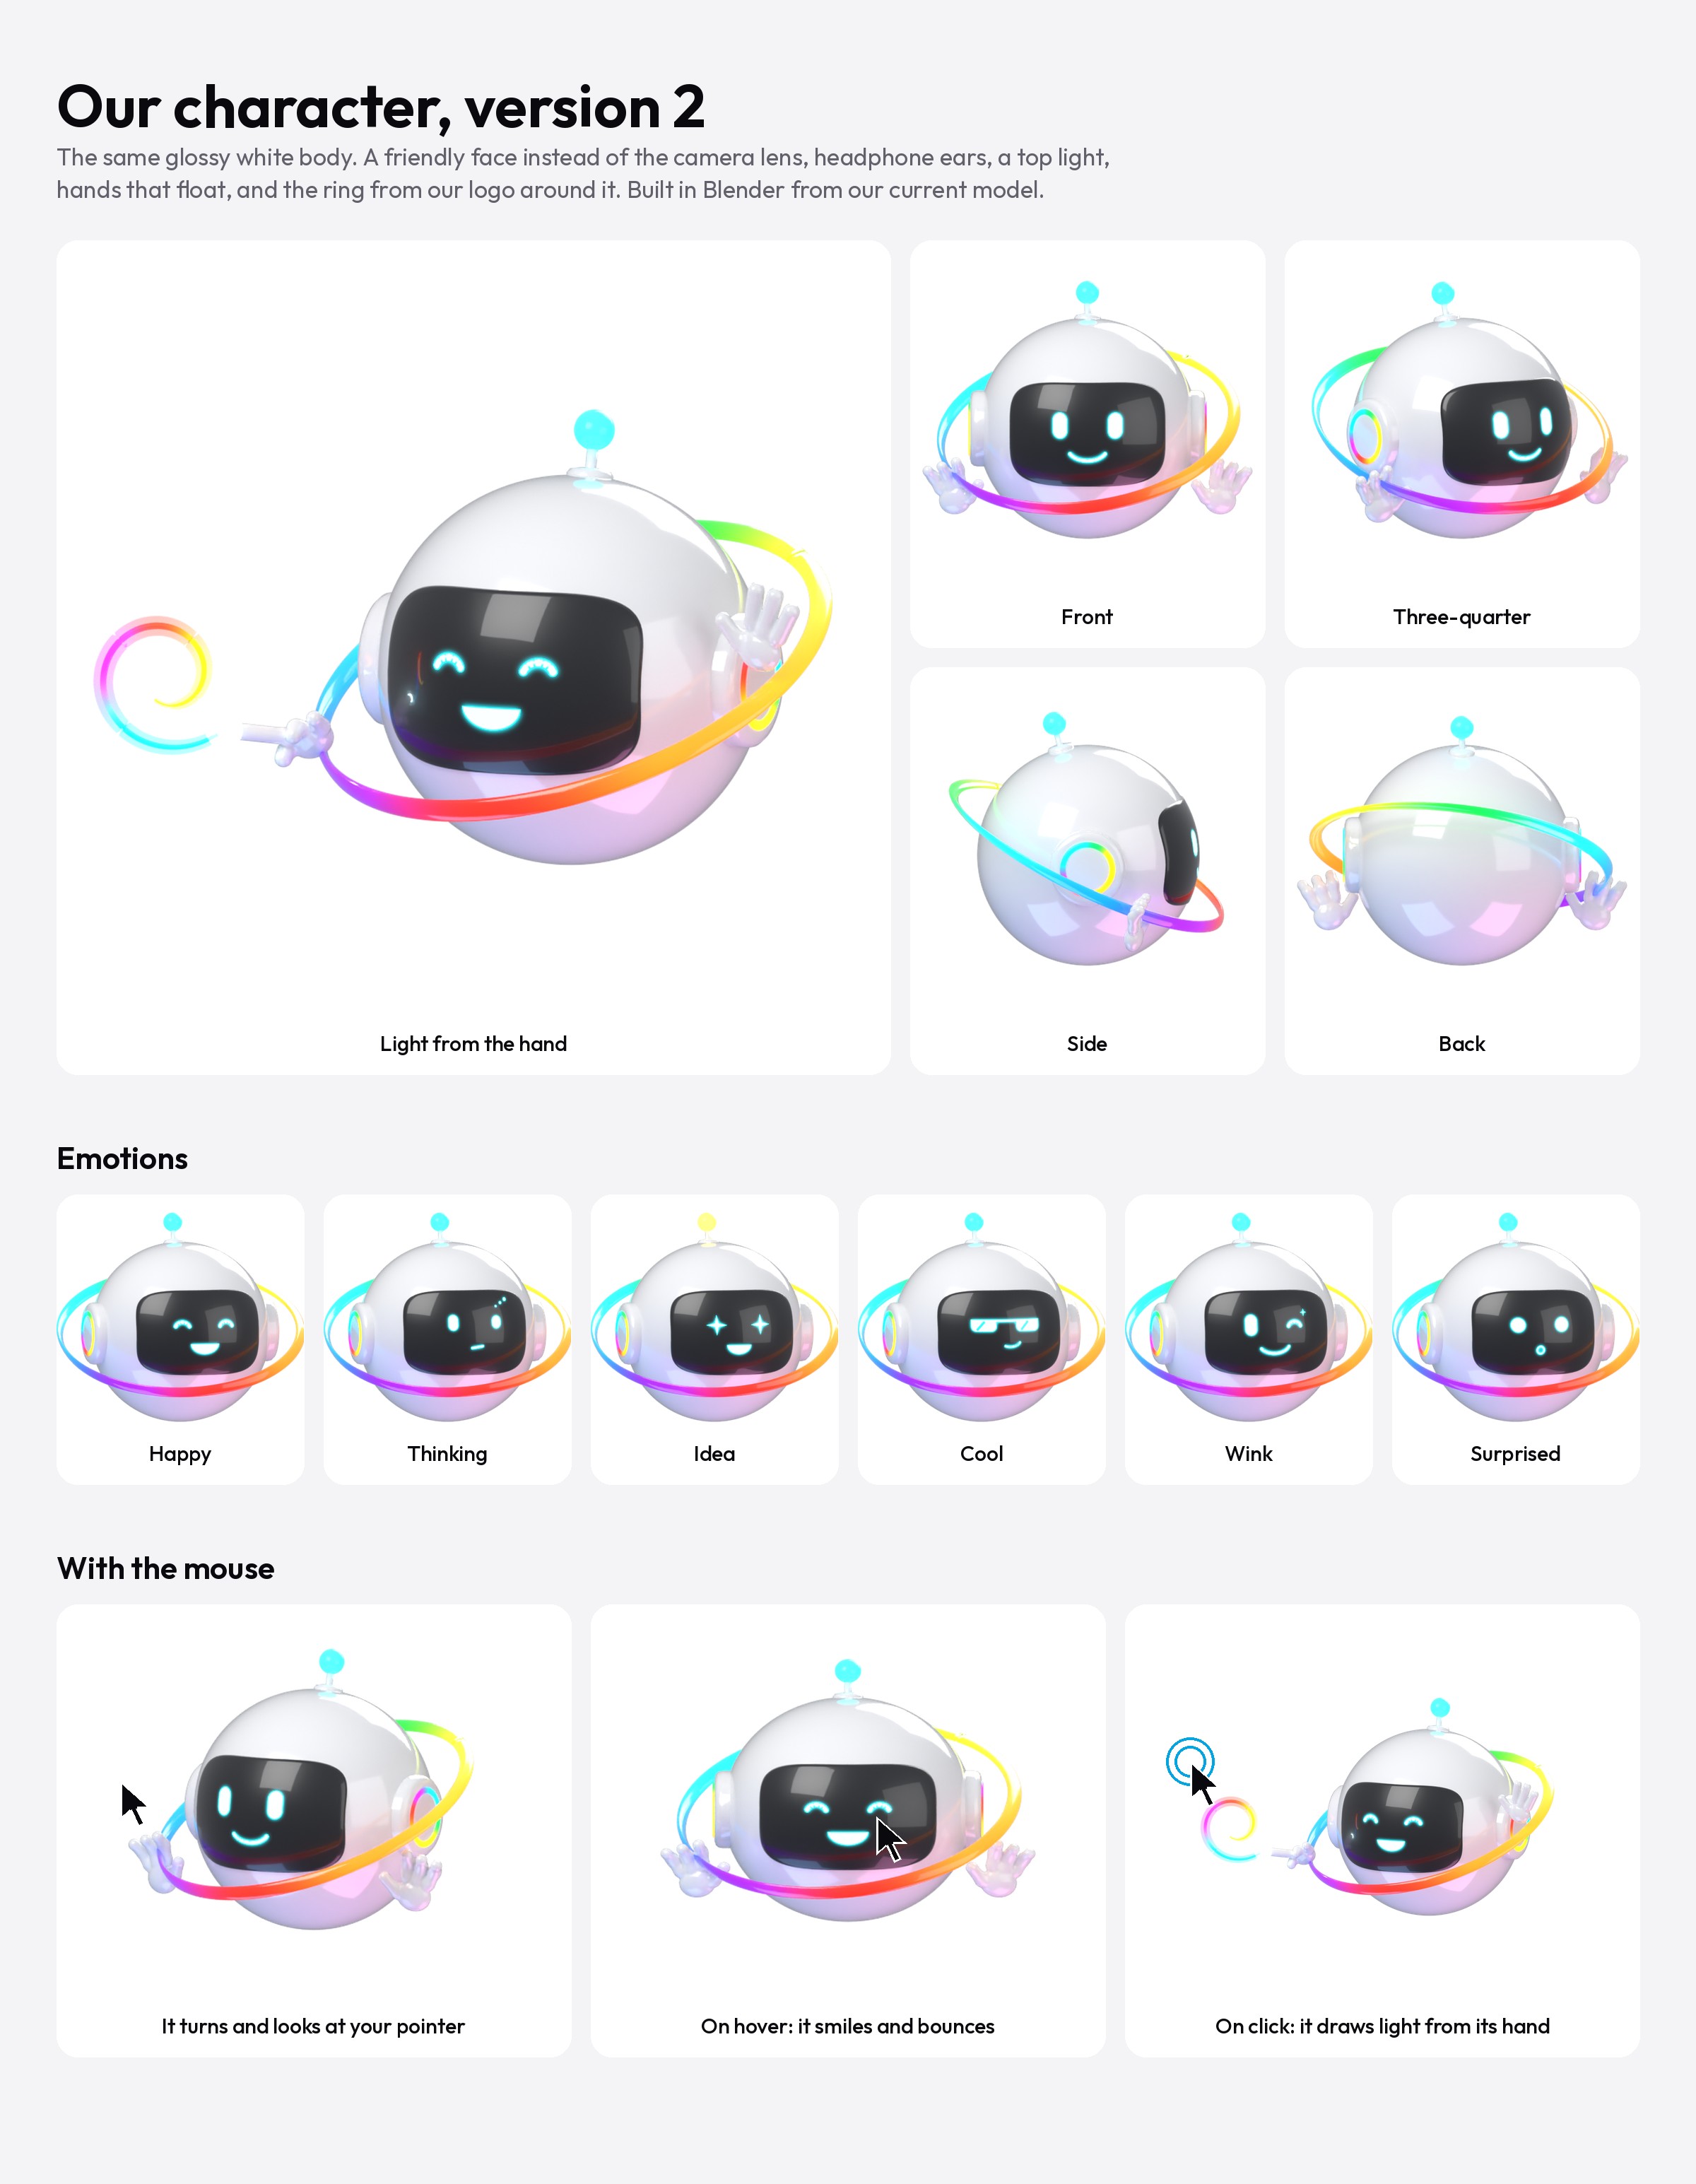 Our character, version 2
The same glossy white body. A friendly face instead of the camera lens, headphone ears, a top light,
hands that float, and the ring from our logo around it. Built in Blender from our current model.
Front
Three-quarter
Light from the hand
Side
Back
Emotions
Happy
Thinking
Idea
Cool
Wink
Surprised
With the mouse
It turns and looks at your pointer
On hover: it smiles and bounces
On click: it draws light from its hand